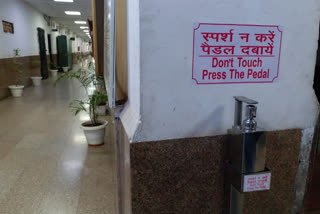 स्पर्श न करें
पैडल दबायें
Don't Touch
Press The Pedal